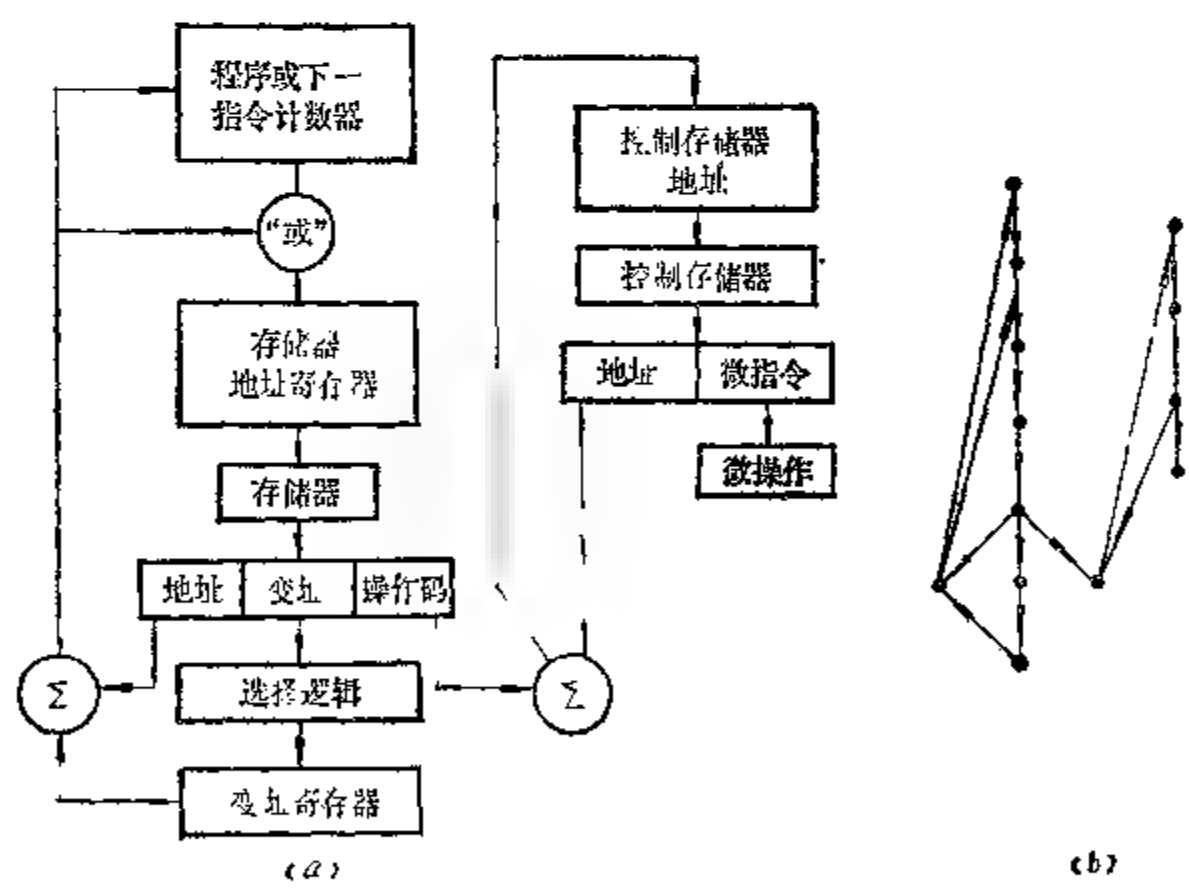 程序或下一
指令计数器
“或”
存储器
地址寄存器
存储器
地址 变址 操作码
Σ
选择逻辑
变址寄存器
(a)
控制存储器
地址
控制存储器
地址 微指令
微操作
Σ
(b)